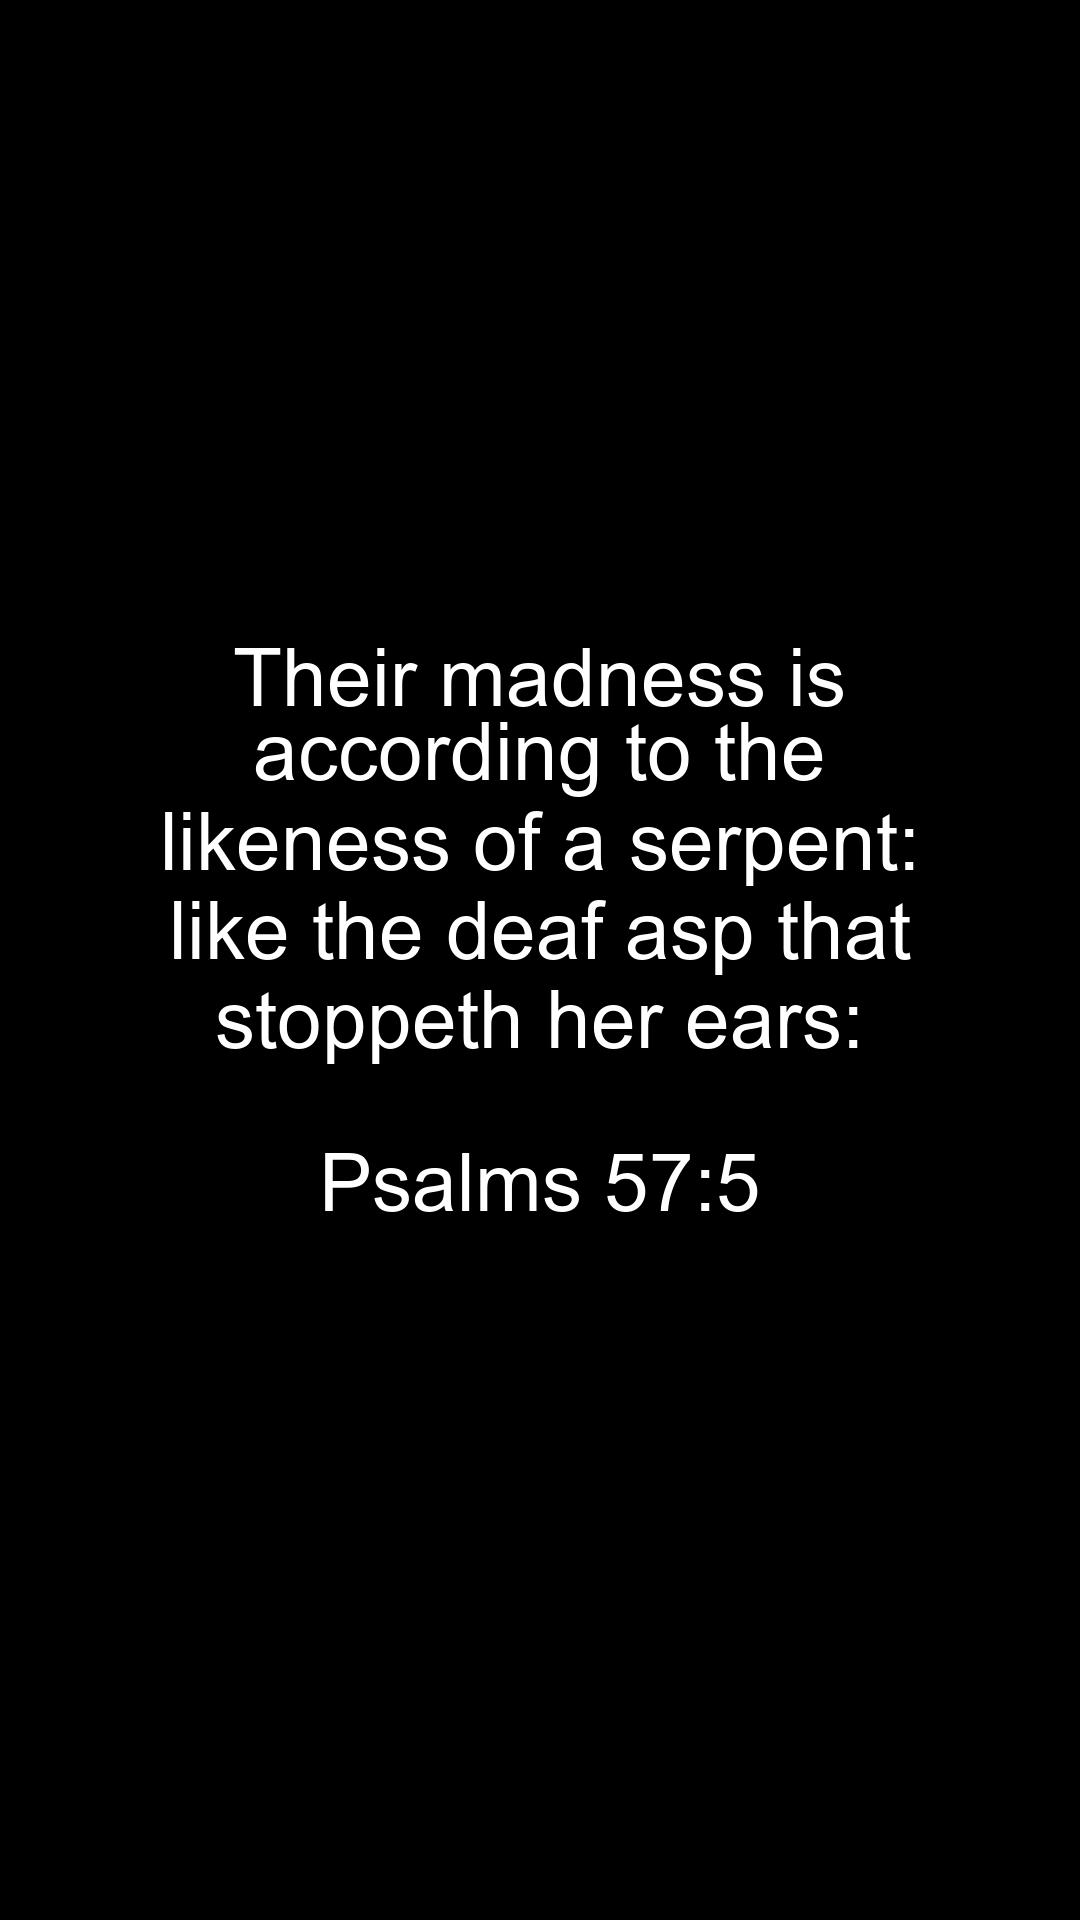 Their madness is
according to the
likeness of a serpent:
like the deaf asp that
stoppeth her ears:
Psalms 57:5